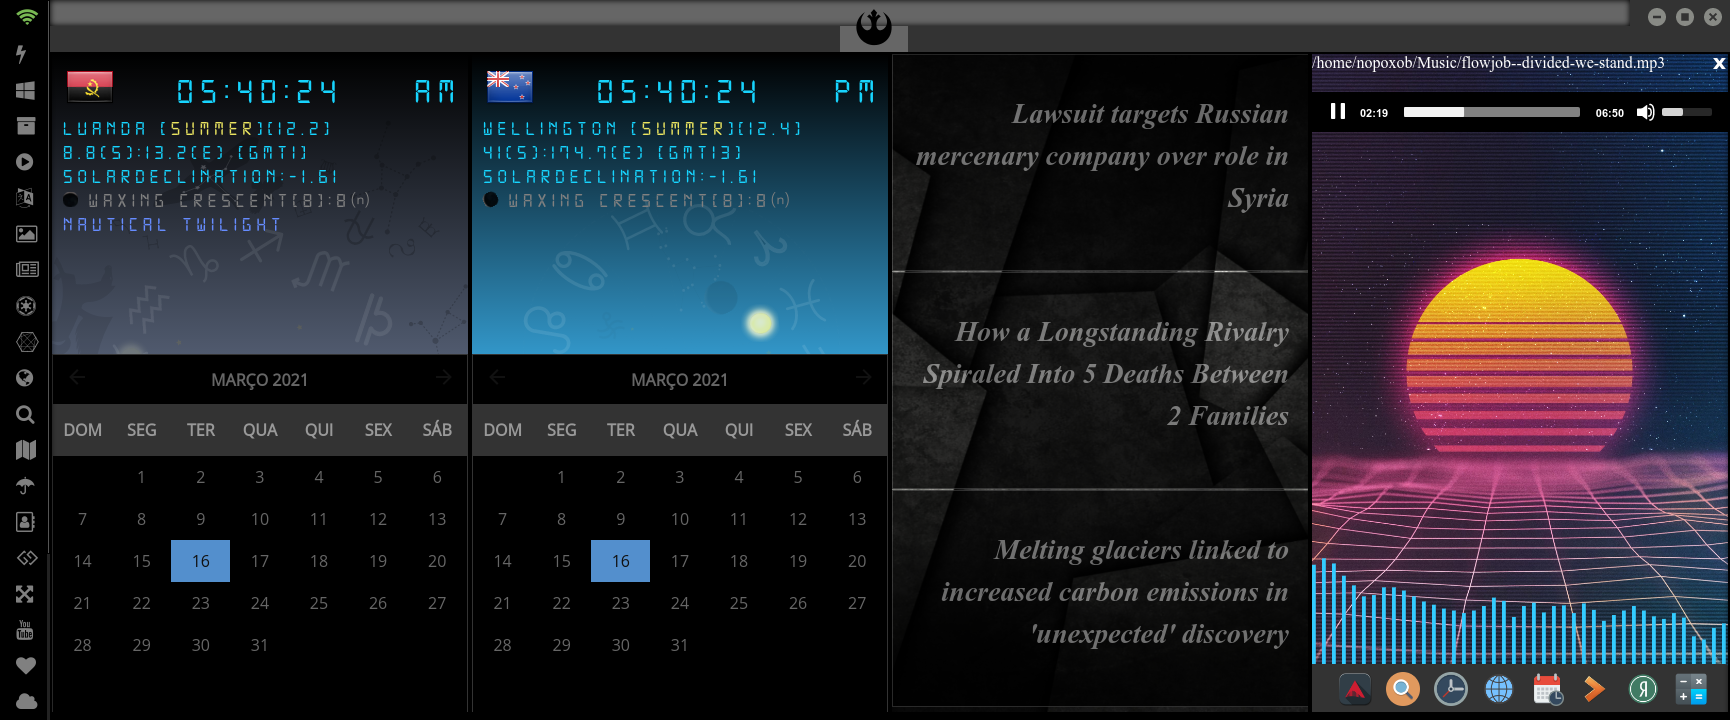 05:40:24 AM
LUANDA [SUMMER][12.2]
8.8(S):13.2(E) [GMT1]
SOLARDECLINATION:-1.61
WAXING CRESCENT[8]:8(n)
NAUTICAL TWILIGHT
MARÇO 2021
DOM SEG TER QUA QUI SEX SÁB
1 2 3 4 5 6
7 8 9 10 11 12 13
14 15 16 17 18 19 20
21 22 23 24 25 26 27
28 29 30 31
05:40:24 PM
WELLINGTON [SUMMER][12.4]
41(S):174.7(E) [GMT13]
SOLARDECLINATION:-1.61
WAXING CRESCENT[8]:8(n)
MARÇO 2021
DOM SEG TER QUA QUI SEX SÁB
1 2 3 4 5 6
7 8 9 10 11 12 13
14 15 16 17 18 19 20
21 22 23 24 25 26 27
28 29 30 31
Lawsuit targets Russian
mercenary company over role in
Syria
How a Longstanding Rivalry
Spiraled Into 5 Deaths Between
2 Families
Melting glaciers linked to
increased carbon emissions in
'unexpected' discovery
/home/nopoxob/Music/flowjob--divided-we-stand.mp3 x
02:19 06:50
You
Tube
Я